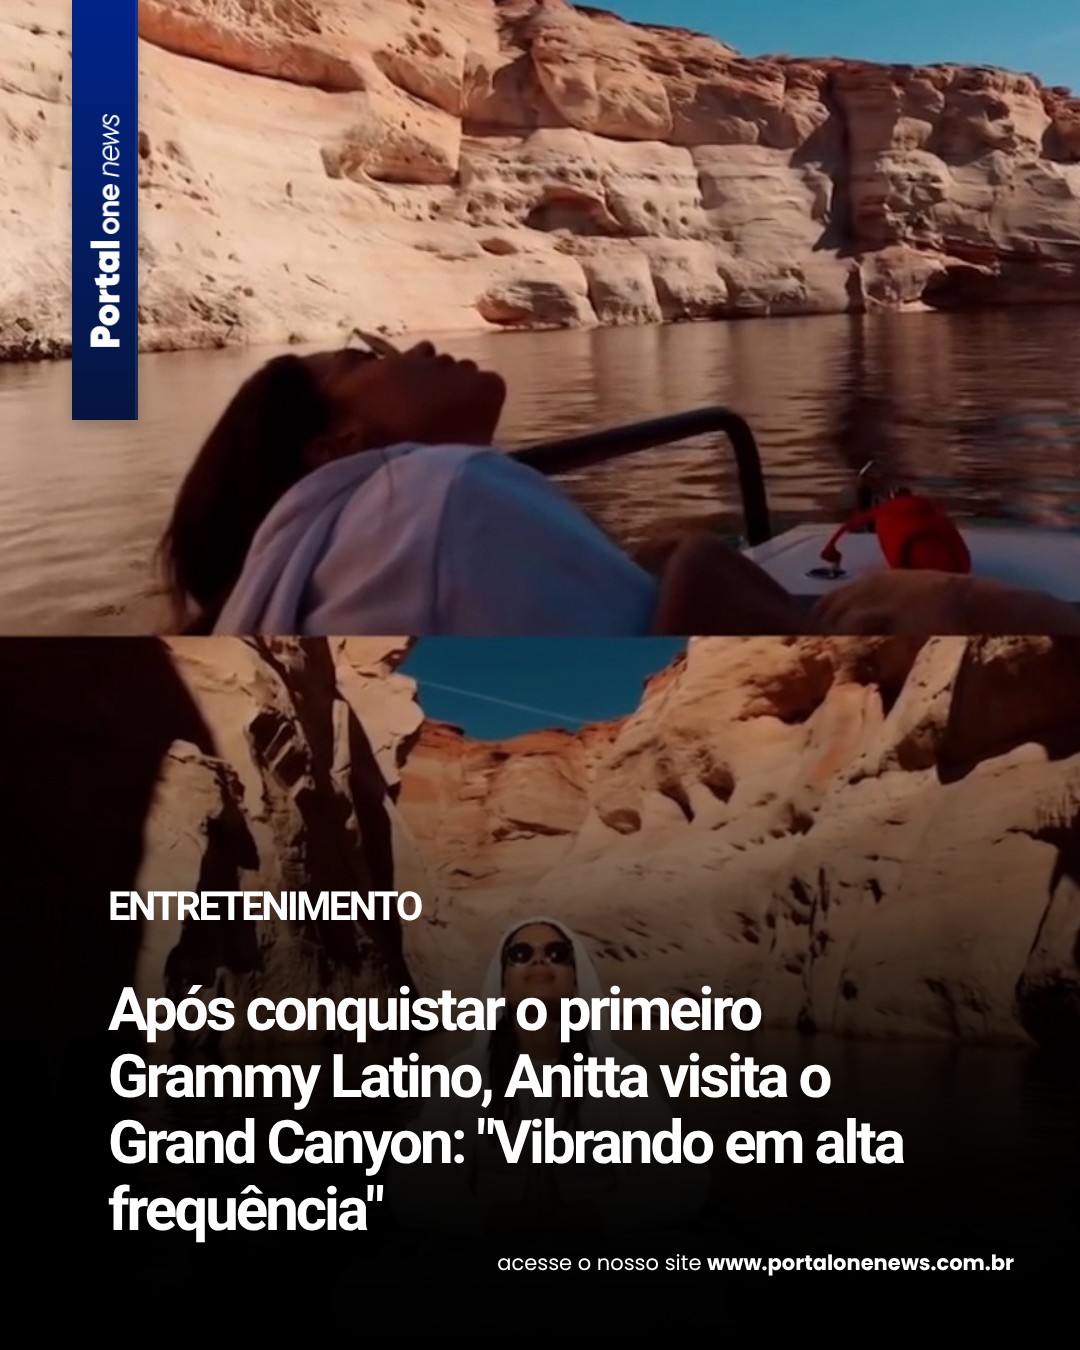 Portal one news
ENTRETENIMENTO
Após conquistar o primeiro
Grammy Latino, Anitta visita o
Grand Canyon: "Vibrando em alta
frequência"
acesse o nosso site www.portalonenews.com.br